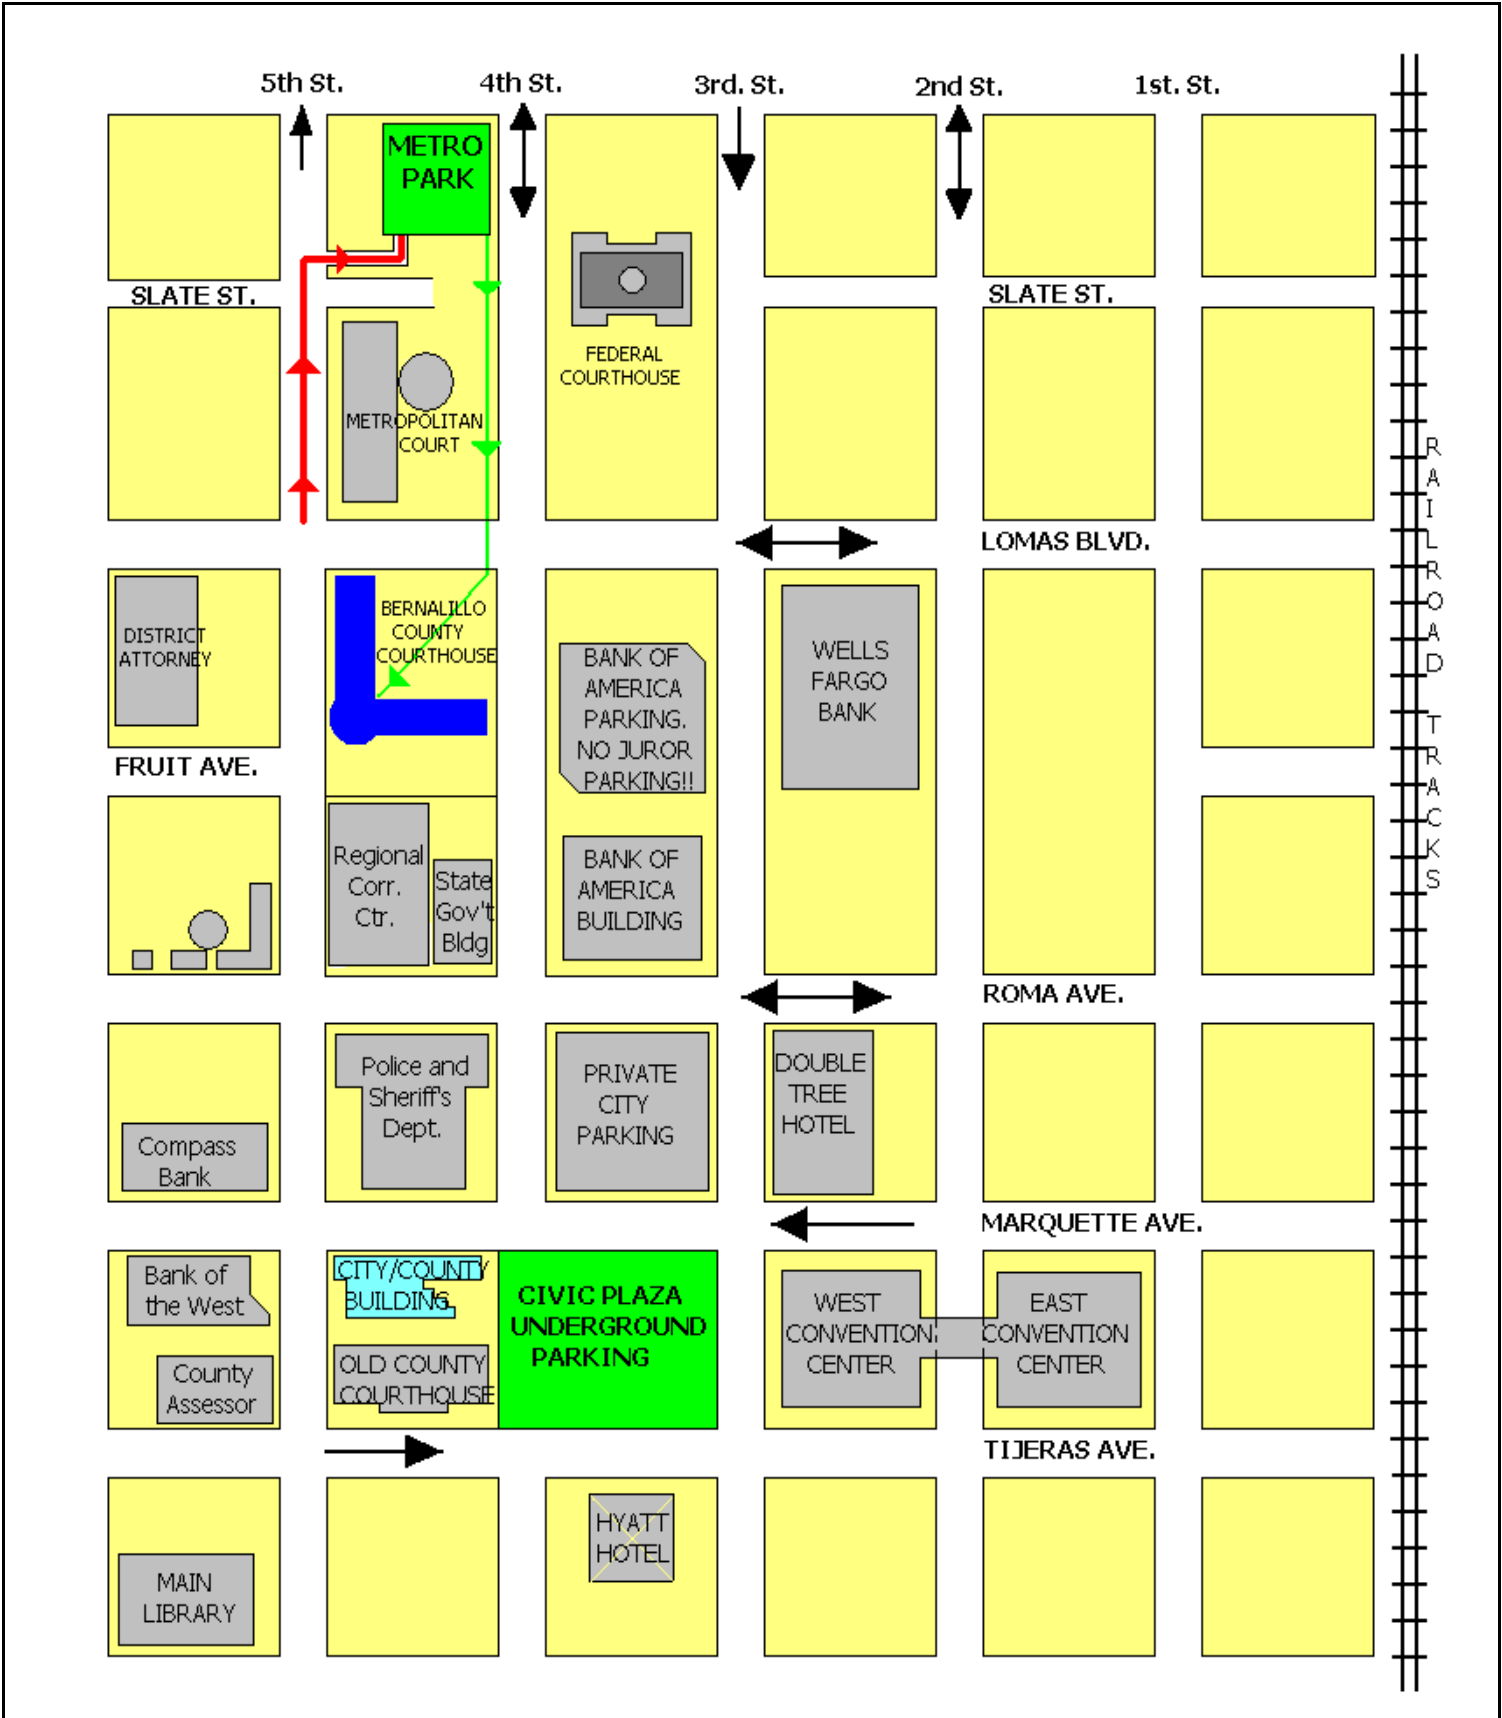 5th St.
4th St.
3rd. St.
2nd St.
1st. St.
METRO
PARK
SLATE ST.
SLATE ST.
FEDERAL
COURTHOUSE
METROPOLITAN
COURT
RAILROAD TRACKS
LOMAS BLVD.
DISTRICT
ATTORNEY
BERNALILLO
COUNTY
COURTHOUSE
BANK OF
AMERICA
PARKING.
NO JUROR
PARKING!!
WELLS
FARGO
BANK
FRUIT AVE.
Regional
Corr.
Ctr.
State
Gov't
Bldg
BANK OF
AMERICA
BUILDING
ROMA AVE.
Compass
Bank
Police and
Sheriff's
Dept.
PRIVATE
CITY
PARKING
DOUBLE
TREE
HOTEL
MARQUETTE AVE.
Bank of
the West
County
Assessor
CITY/COUNTY
BUILDING
OLD COUNTY
COURTHOUSE
CIVIC PLAZA
UNDERGROUND
PARKING
WEST
CONVENTION
CENTER
EAST
CONVENTION
CENTER
TIJERAS AVE.
MAIN
LIBRARY
HYATT
HOTEL